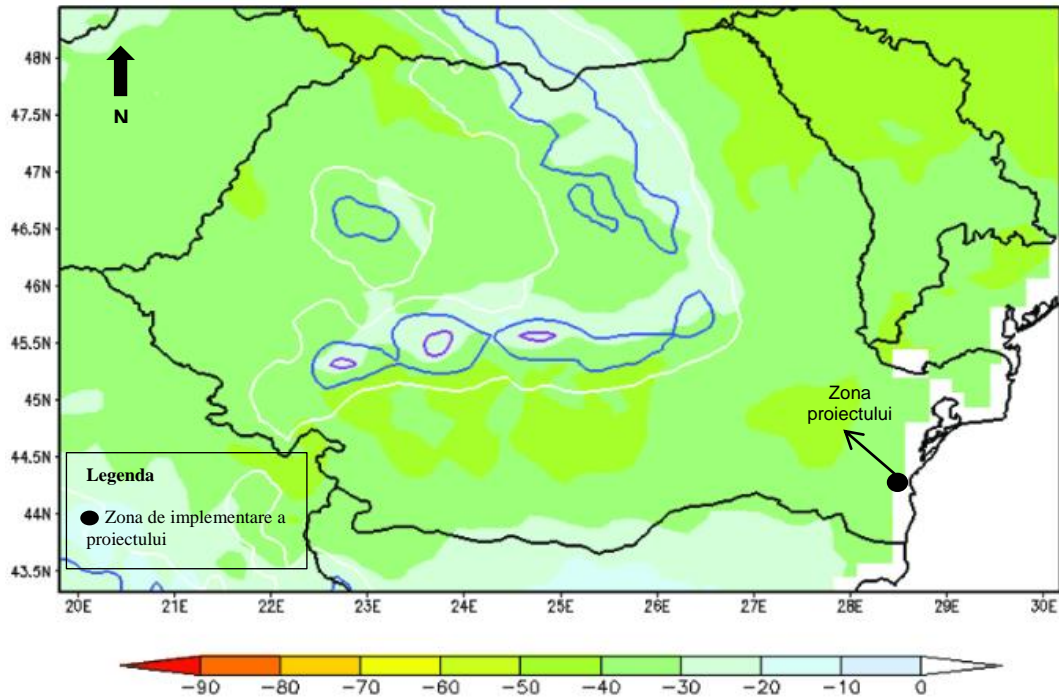 48N
N
47.5N
47N
46.5N
46N
45.5N
45N
44.5N
44N
43.5N
Zona
proiectului
Legenda
Zona de implementare a
proiectului
20E 21E 22E 23E 24E 25E 26E 27E 28E 29E 30E
-90 -80 -70 -60 -50 -40 -30 -20 -10 0